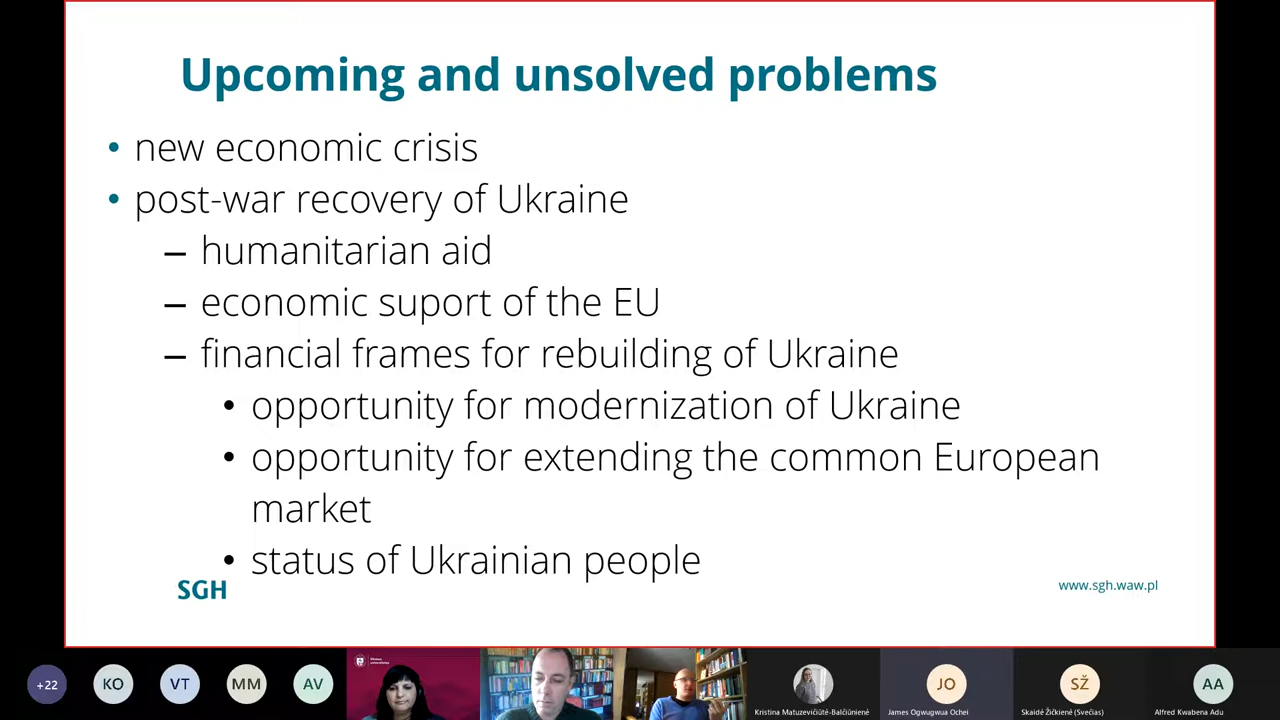 Upcoming and unsolved problems
• new economic crisis
• post-war recovery of Ukraine
– humanitarian aid
– economic suport of the EU
– financial frames for rebuilding of Ukraine
• opportunity for modernization of Ukraine
• opportunity for extending the common European
market
• status of Ukrainian people
SGH
www.sgh.waw.pl
+22
KO
VT
MM
AV
JO
SŽ
AA
Kristina Matuzevičiūtė-Balčiūnienė
James Ogwugwua Ochei
Skaidė Žičkienė (Svečias)
Alfred Kwabena Adu